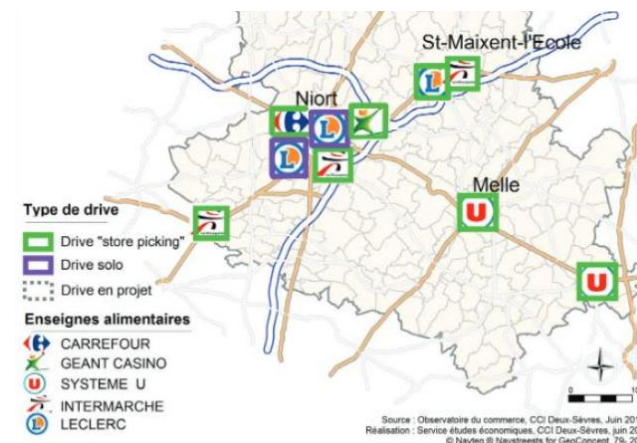 St-Maixent-l'Ecole
Niort
Melle
Type de drive
Drive "store picking"
Drive solo
Drive en projet
Enseignes alimentaires
CARREFOUR
GEANT CASINO
SYSTEME U
INTERMARCHE
LECLERC
Source : Observatoire du commerce, CCI Deux-Sèvres, Juin 20
Réalisation : Service études économiques, CCI Deux-Sèvres, juin 20
© Navteq ® Navstreets for GeoConcept